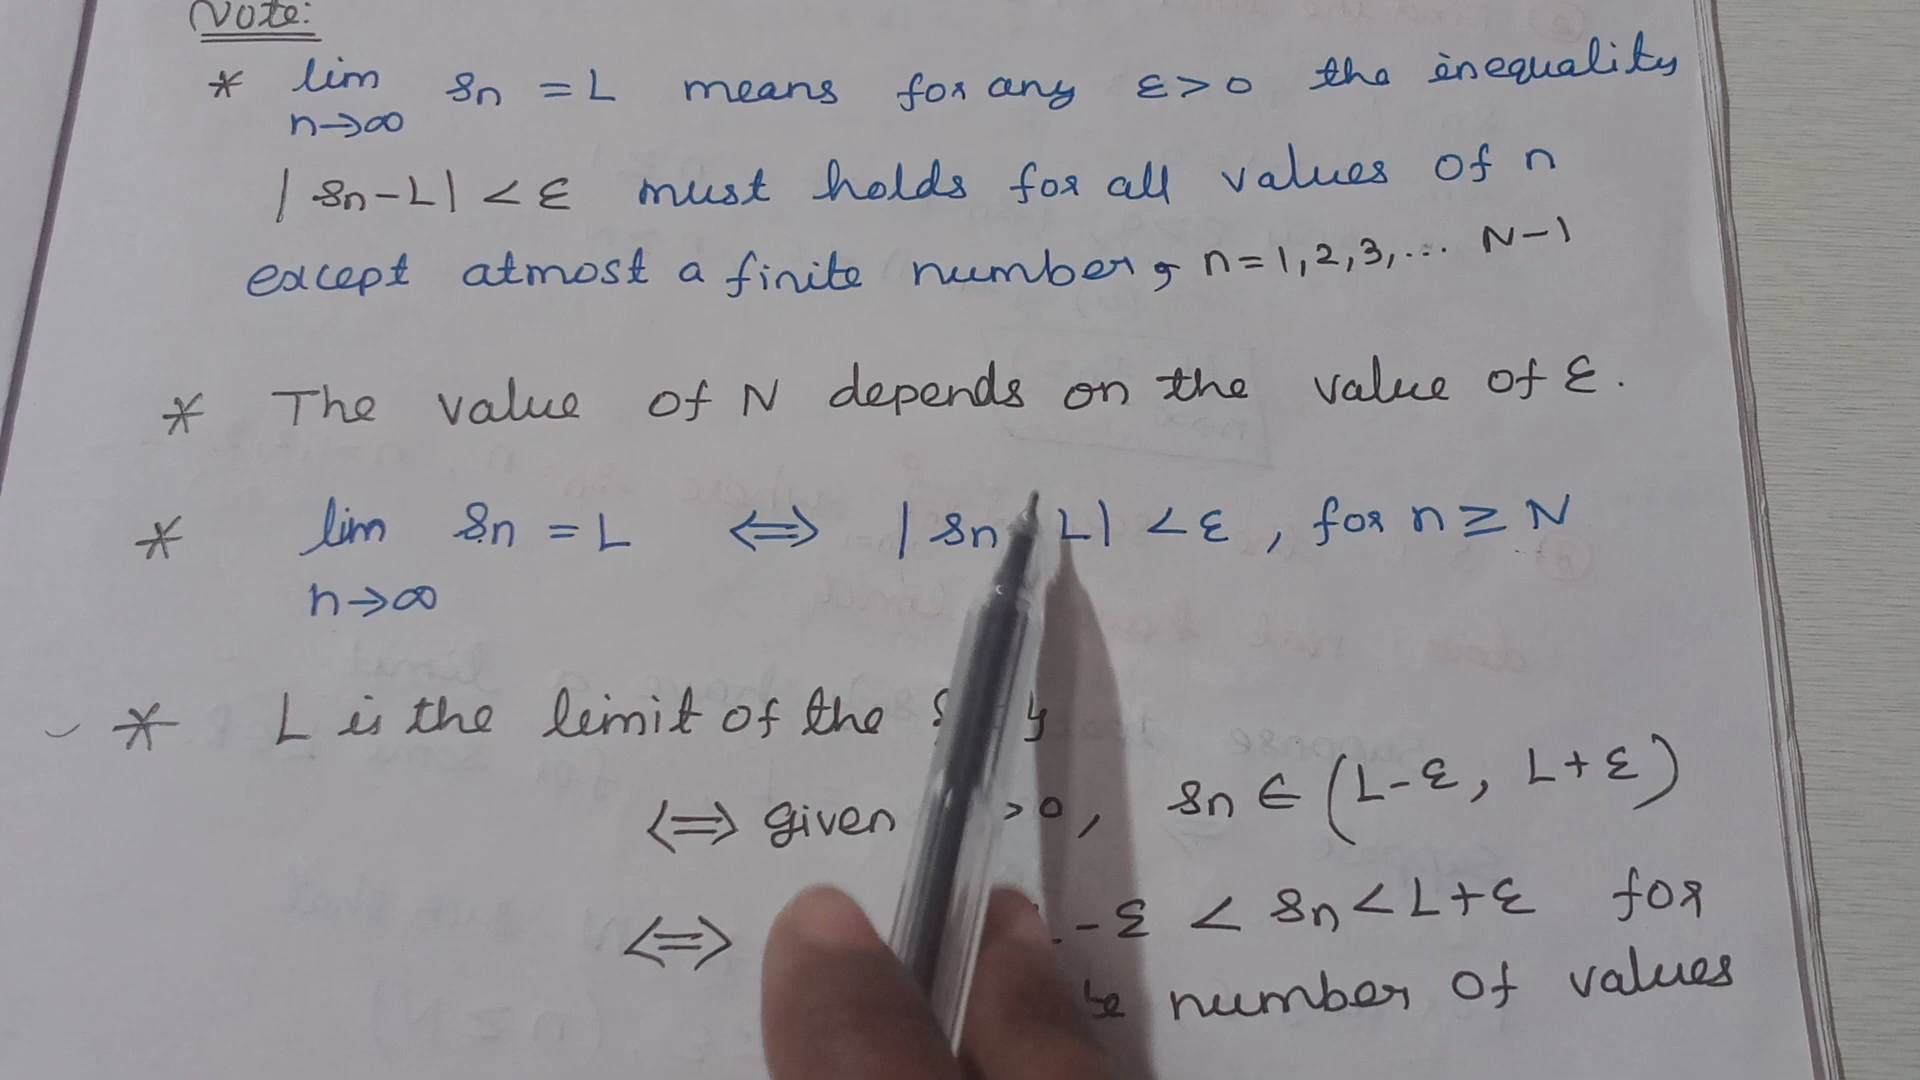 Note:
* lim sn = L means for any ε>0 the inequality
n→∞
|sn-L| <ε must holds for all values of n
except atmost a finite number, n=1,2,3,... N-1
* The value of N depends on the value of ε.
* lim sn = L ⟺ |sn L| <ε, for n ≥ N
n→∞
* L is the limit of the
⟺ given >0, sn ∈ (L-ε, L+ε)
⟺ -ε < sn < L+ε for
number of values